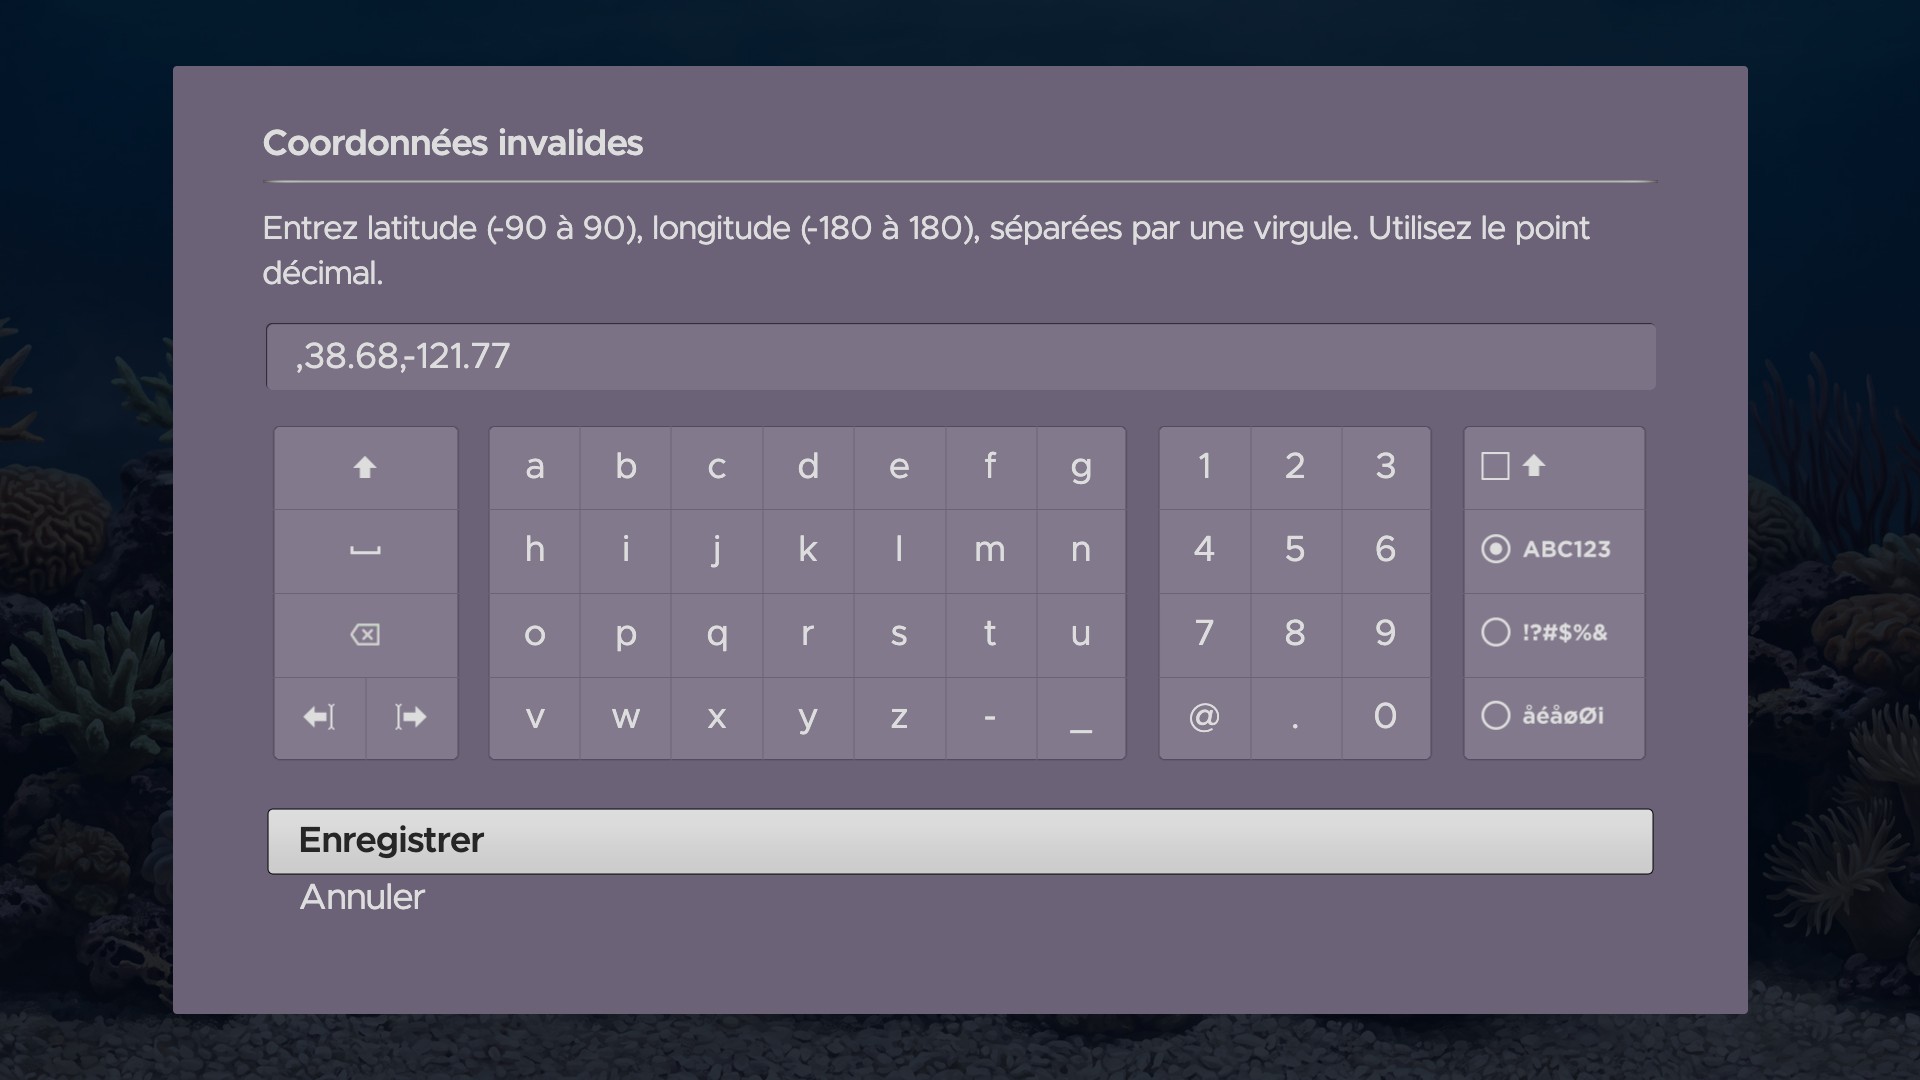 Coordonnées invalides
Entrez latitude (-90 à 90), longitude (-180 à 180), séparées par une virgule. Utilisez le point
décimal.
,38.68,-121.77
a b c d e f g 1 2 3
h i j k l m n 4 5 6 ABC123
o p q r s t u 7 8 9 !?#$%&
v w x y z - _ @ . 0 åéåøØi
Enregistrer
Annuler